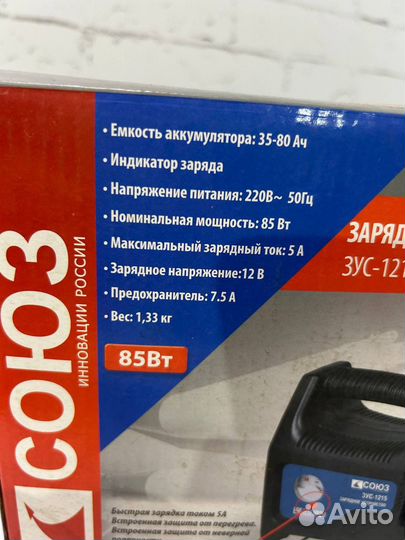 СОЮЗ
ИННОВАЦИИ РОССИИ
• Емкость аккумулятора: 35-80 Ач
• Индикатор заряда
• Напряжение питания: 220В~ 50Гц
• Номинальная мощность: 85 Вт
• Максимальный зарядный ток: 5 А
• Зарядное напряжение:12 В
• Предохранитель: 7.5 А
• Вес: 1,33 кг
85Вт
ЗАРЯД
ЗУС-121
СОЮЗ
ЗУС-1215
ЗАРЯДНОЕ УСТРОЙСТВО
Быстрая зарядка током 5А
Встроенная защита от перегрева.
Встроенная защита от неверной
Avito